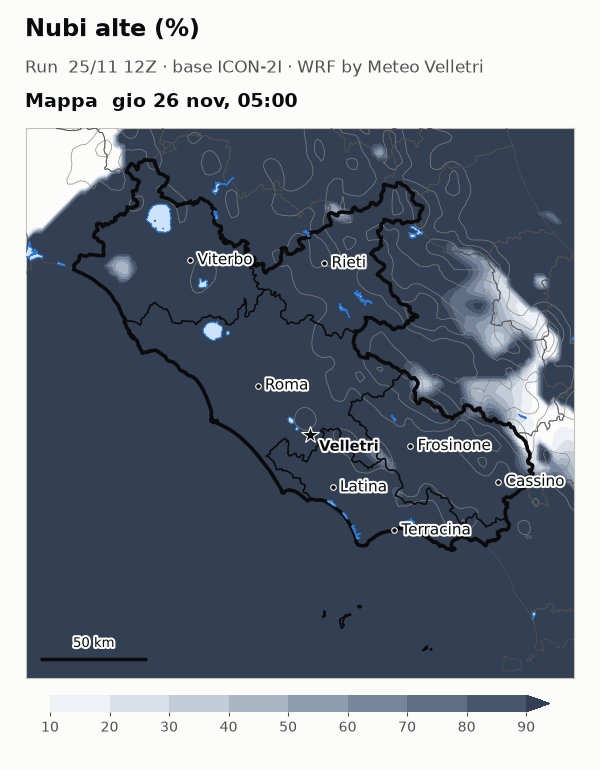 Nubi alte (%)
Run  25/11 12Z · base ICON-2I · WRF by Meteo Velletri
Mappa  gio 26 nov, 05:00
Viterbo
Rieti
Roma
Velletri
Frosinone
Latina
Cassino
Terracina
50 km
10 20 30 40 50 60 70 80 90